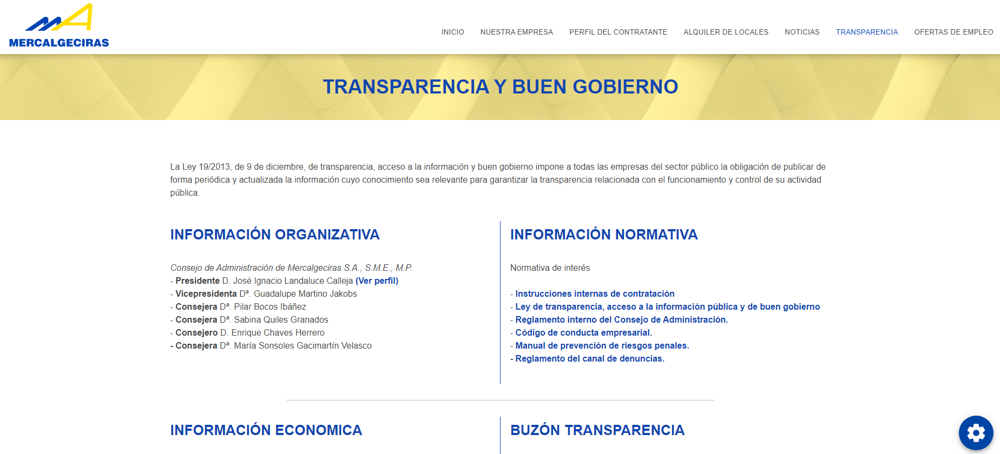 MERCALGECIRAS
INICIO
NUESTRA EMPRESA
PERFIL DEL CONTRATANTE
ALQUILER DE LOCALES
NOTICIAS
TRANSPARENCIA
OFERTAS DE EMPLEO
TRANSPARENCIA Y BUEN GOBIERNO
La Ley 19/2013, de 9 de diciembre, de transparencia, acceso a la información y buen gobierno impone a todas las empresas del sector público la obligación de publicar de
forma periódica y actualizada la información cuyo conocimiento sea relevante para garantizar la transparencia relacionada con el funcionamiento y control de su actividad
pública.
INFORMACIÓN ORGANIZATIVA
Consejo de Administración de Mercalgeciras S.A., S.M.E., M.P.
- Presidente D. José Ignacio Landaluce Calleja (Ver perfil)
- Vicepresidenta Dª. Guadalupe Martino Jakobs
- Consejera Dª. Pilar Bocos Ibáñez
- Consejera Dª. Sabina Quiles Granados
- Consejero D. Enrique Chaves Herrero
- Consejera Dª. María Sonsoles Gacimartín Velasco
INFORMACIÓN NORMATIVA
Normativa de interés
- Instrucciones internas de contratación
- Ley de transparencia, acceso a la información pública y de buen gobierno
- Reglamento interno del Consejo de Administración.
- Código de conducta empresarial.
- Manual de prevención de riesgos penales.
- Reglamento del canal de denuncias.
INFORMACIÓN ECONOMICA
BUZÓN TRANSPARENCIA